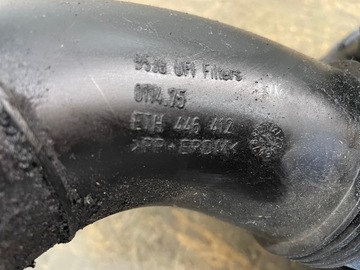 UFI Filters
0114.75
ETH 446 412
>PP-EPDM<